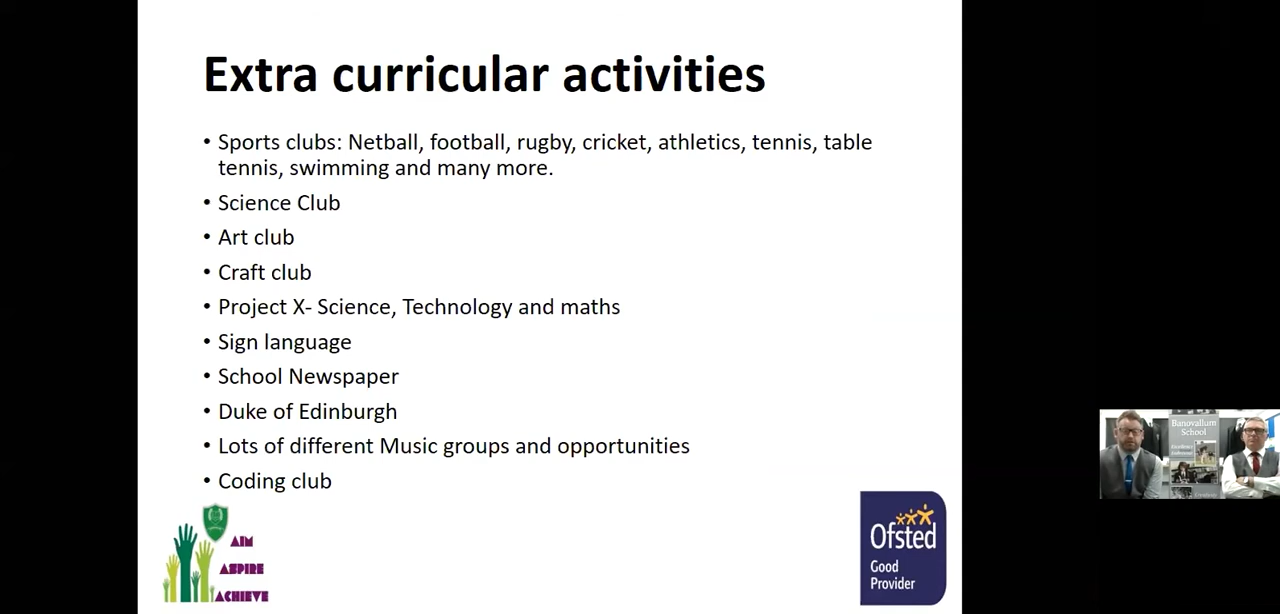 Extra curricular activities
• Sports clubs: Netball, football, rugby, cricket, athletics, tennis, table
tennis, swimming and many more.
• Science Club
• Art club
• Craft club
• Project X- Science, Technology and maths
• Sign language
• School Newspaper
• Duke of Edinburgh
• Lots of different Music groups and opportunities
• Coding club
AIM
ASPIRE
ACHIEVE
Ofsted
Good
Provider
Banovallum
School